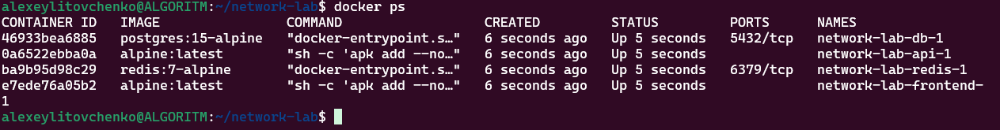 alexeylitovchenko@ALGORITM:~/network-lab$ docker ps
CONTAINER ID   IMAGE                COMMAND                  CREATED         STATUS         PORTS      NAMES
46933bea6885   postgres:15-alpine   "docker-entrypoint.s…"   6 seconds ago   Up 5 seconds   5432/tcp   network-lab-db-1
0a6522ebba0a   alpine:latest        "sh -c 'apk add --no…"   6 seconds ago   Up 5 seconds              network-lab-api-1
ba9b95d98c29   redis:7-alpine       "docker-entrypoint.s…"   6 seconds ago   Up 5 seconds   6379/tcp   network-lab-redis-1
e7ede76a05b2   alpine:latest        "sh -c 'apk add --no…"   6 seconds ago   Up 5 seconds              network-lab-frontend-
1
alexeylitovchenko@ALGORITM:~/network-lab$